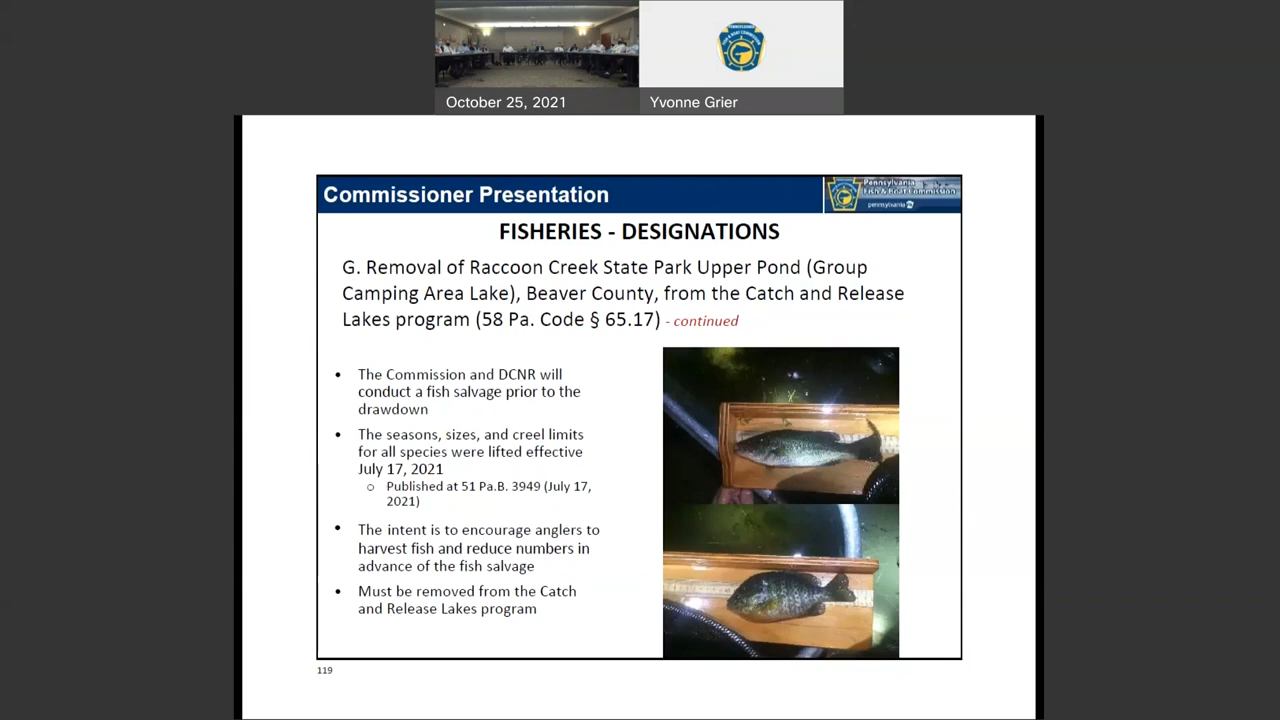 October 25, 2021
Yvonne Grier
Commissioner Presentation
Pennsylvania
Fish & Boat Commission
pennsylvania
FISHERIES - DESIGNATIONS
G. Removal of Raccoon Creek State Park Upper Pond (Group
Camping Area Lake), Beaver County, from the Catch and Release
Lakes program (58 Pa. Code § 65.17) - continued
• The Commission and DCNR will
conduct a fish salvage prior to the
drawdown
• The seasons, sizes, and creel limits
for all species were lifted effective
July 17, 2021
o Published at 51 Pa.B. 3949 (July 17,
2021)
• The intent is to encourage anglers to
harvest fish and reduce numbers in
advance of the fish salvage
• Must be removed from the Catch
and Release Lakes program
119